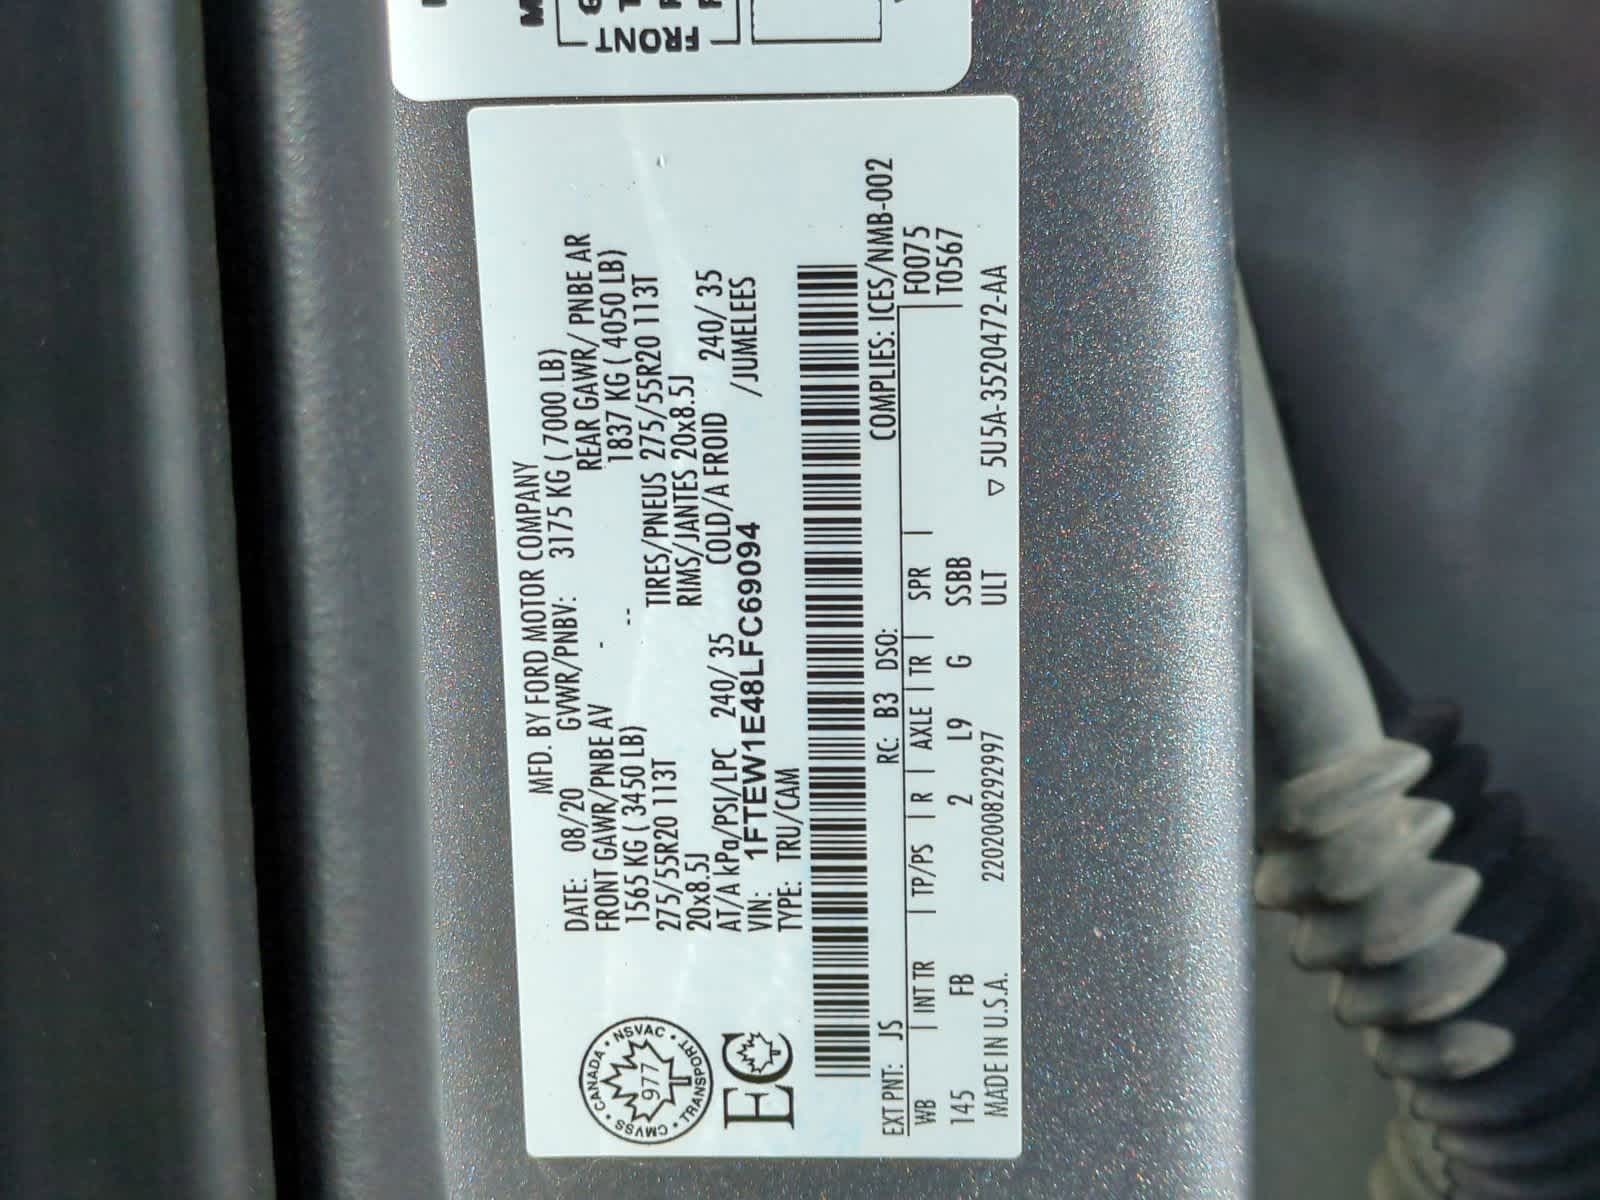 FRONT
MFD. BY FORD MOTOR COMPANY
DATE: 08/20 GVWR/PNBV: 3175 KG ( 7000 LB)
FRONT GAWR/PNBE AV - REAR GAWR/ PNBE AR
1565 KG ( 3450 LB) -- 1837 KG ( 4050 LB)
275/55R20 113T TIRES/PNEUS 275/55R20 113T
20x8.5J RIMS/JANTES 20x8.5J
AT/A kPa/PSI/LPC 240/ 35 COLD/A FROID 240/ 35
VIN: 1FTEW1E48LFC69094 /JUMELEES
TYPE: TRU/CAM
CANADA • NSVAC • TRANSPORT • CMVSS •
977
EC
COMPLIES: ICES/NMB-002
EXT PNT: JS RC: B3 DSO: F0075
WB | INT TR | TP/PS | R | AXLE | TR | SPR | T0567
145 FB 2 L9 G SSBB
MADE IN U.S.A. 2202008292997 ULT ▽ 5U5A-3520472-AA